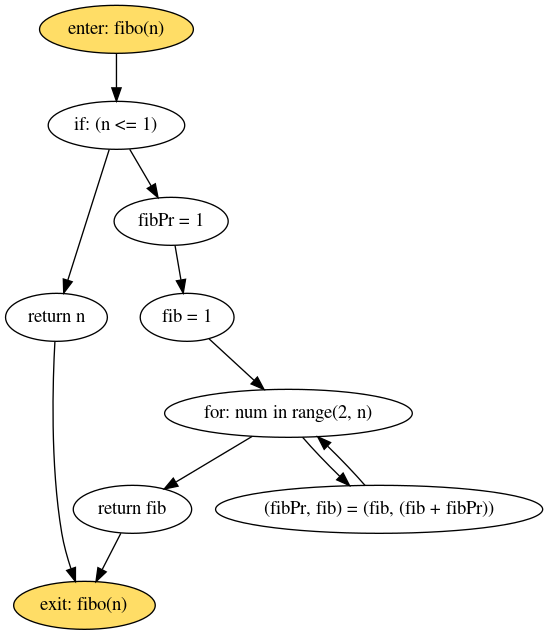 enter: fibo(n)
if: (n <= 1)
fibPr = 1
return n
fib = 1
for: num in range(2, n)
return fib
(fibPr, fib) = (fib, (fib + fibPr))
exit: fibo(n)